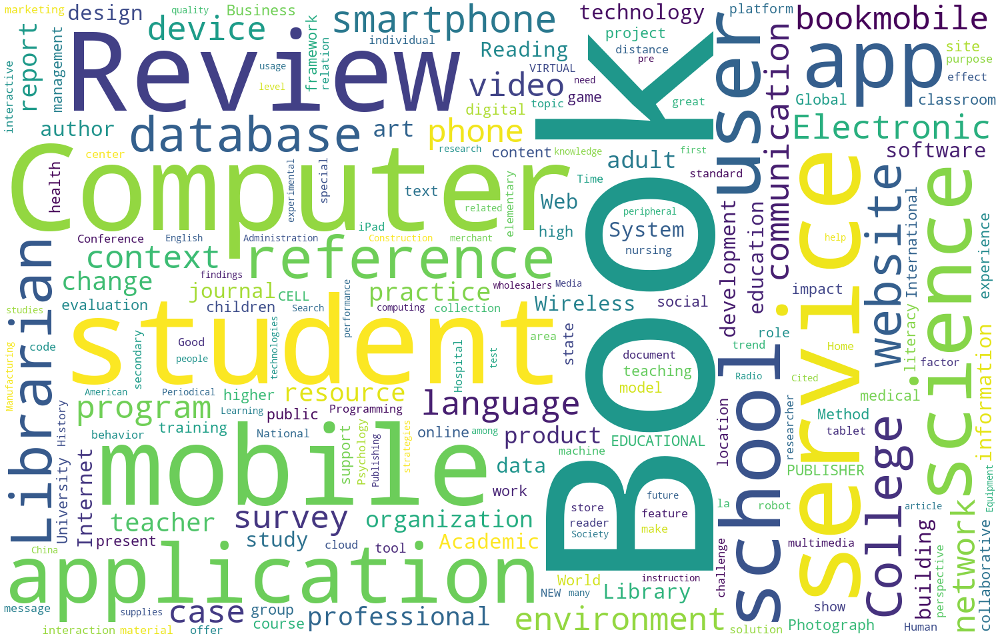 marketing
design
quality
Business
device
smartphone
individual
technology
platform
bookmobile
interactive
report
management
Review
usage
level
framework
relation
Reading
VIRTUAL
video
digital
topic
need
game
project
distance
pre
great
BOOK
user
communication
app
site
purpose
effect
Global
classroom
author
database
art
phone
research
content
knowledge
first
adult
Electronic
software
center
health
Computer
experimental
special
text
related
elementary
Time
Web
standard
iPad
high
peripheral
System
nursing
development
education
service
help
website
International
literacy
science
experience
Conference
English
Administration
Construction
merchant
Librarian
context
reference
change
findings
journal
CELL
practice
wholesalers
Media
Wireless
social
impact
studies
evaluation
children
Search
performance
computing
collection
code
secondary
Good
people
technologies
student
Hospital
test
area
state
document
teaching
model
role
trend
Home
factor
Radio
Cited
medical
information
Manufacturing
American
Periodical
higher
resource
program
Learning
public
Programming
language
training
behavior
National
History
University
Internet
mobile
support
Psychology
Publishing
strategies
online
among
product
EDUCATIONAL
machine
data
work
location
school
researcher
Method
tablet
PUBLISHER
College
Equipment
teacher
survey
organization
store
reader
Society
future
feature
make
la
robot
article
present
study
cloud
tool
Academic
China
application
World
instruction
NEW
many
Library
challenge
multimedia
building
perspective
network
collaborative
message
supplies
case
group
course
professional
environment
show
solution
Photograph
Human
interaction
material
offer